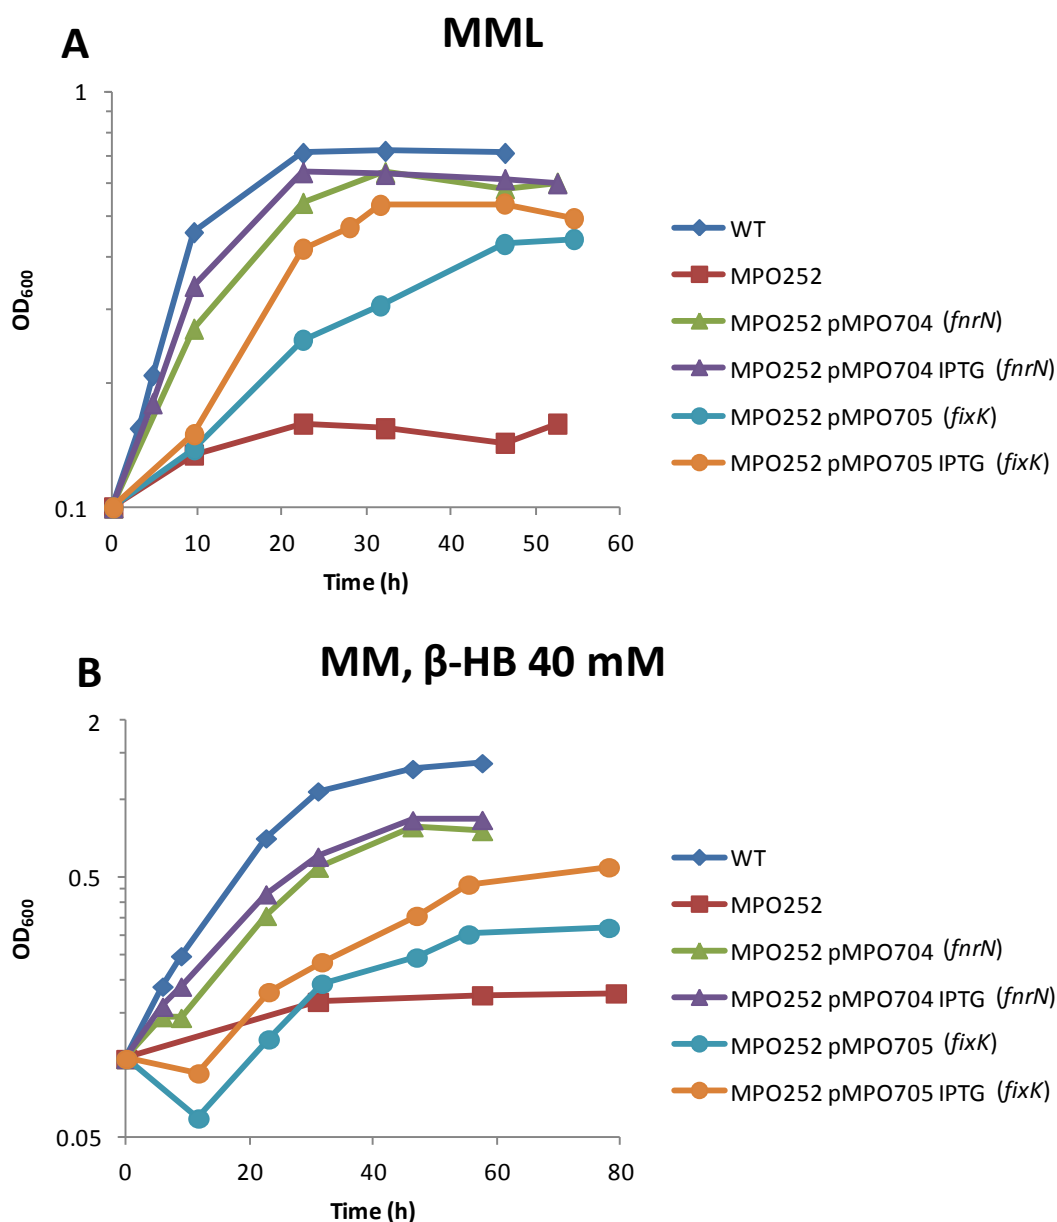 A
MML
1
0.1
OD600
0 10 20 30 40 50 60
Time (h)
WT
MPO252
MPO252 pMPO704 (fnrN)
MPO252 pMPO704 IPTG (fnrN)
MPO252 pMPO705 (fixK)
MPO252 pMPO705 IPTG (fixK)
B
MM, β-HB 40 mM
2
0.5
0.05
OD600
0 20 40 60 80
Time (h)
WT
MPO252
MPO252 pMPO704 (fnrN)
MPO252 pMPO704 IPTG (fnrN)
MPO252 pMPO705 (fixK)
MPO252 pMPO705 IPTG (fixK)